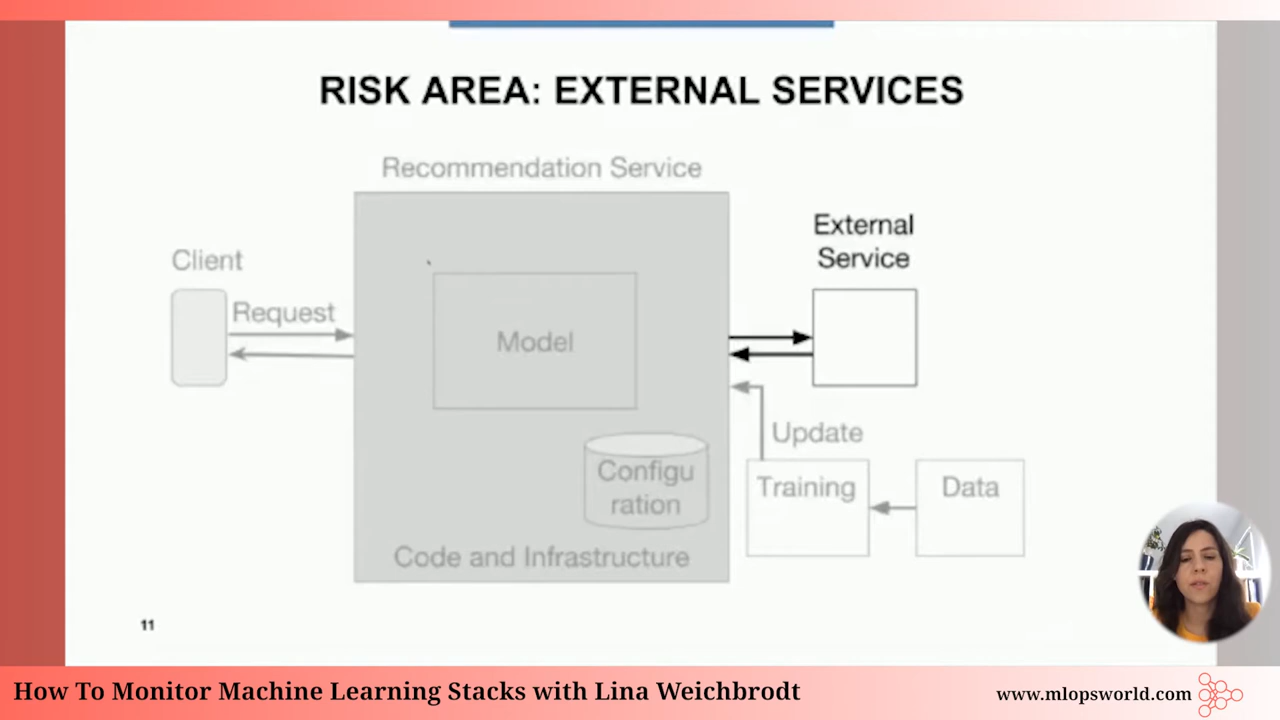 RISK AREA: EXTERNAL SERVICES
Recommendation Service
External
Service
Client
Request
Model
Update
Configu
ration
Training
Data
Code and Infrastructure
11
How To Monitor Machine Learning Stacks with Lina Weichbrodt
www.mlopsworld.com